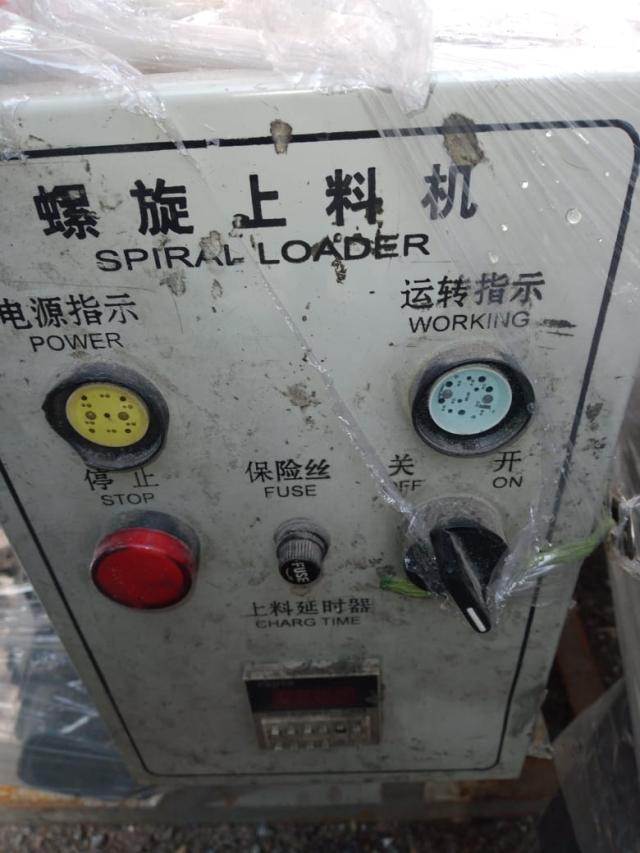 螺旋上料机
SPIRAL LOADER
电源指示
POWER
运转指示
WORKING
停止
STOP
保险丝
FUSE
关 开
OFF ON
FUSE
上料延时器
CHARG TIME